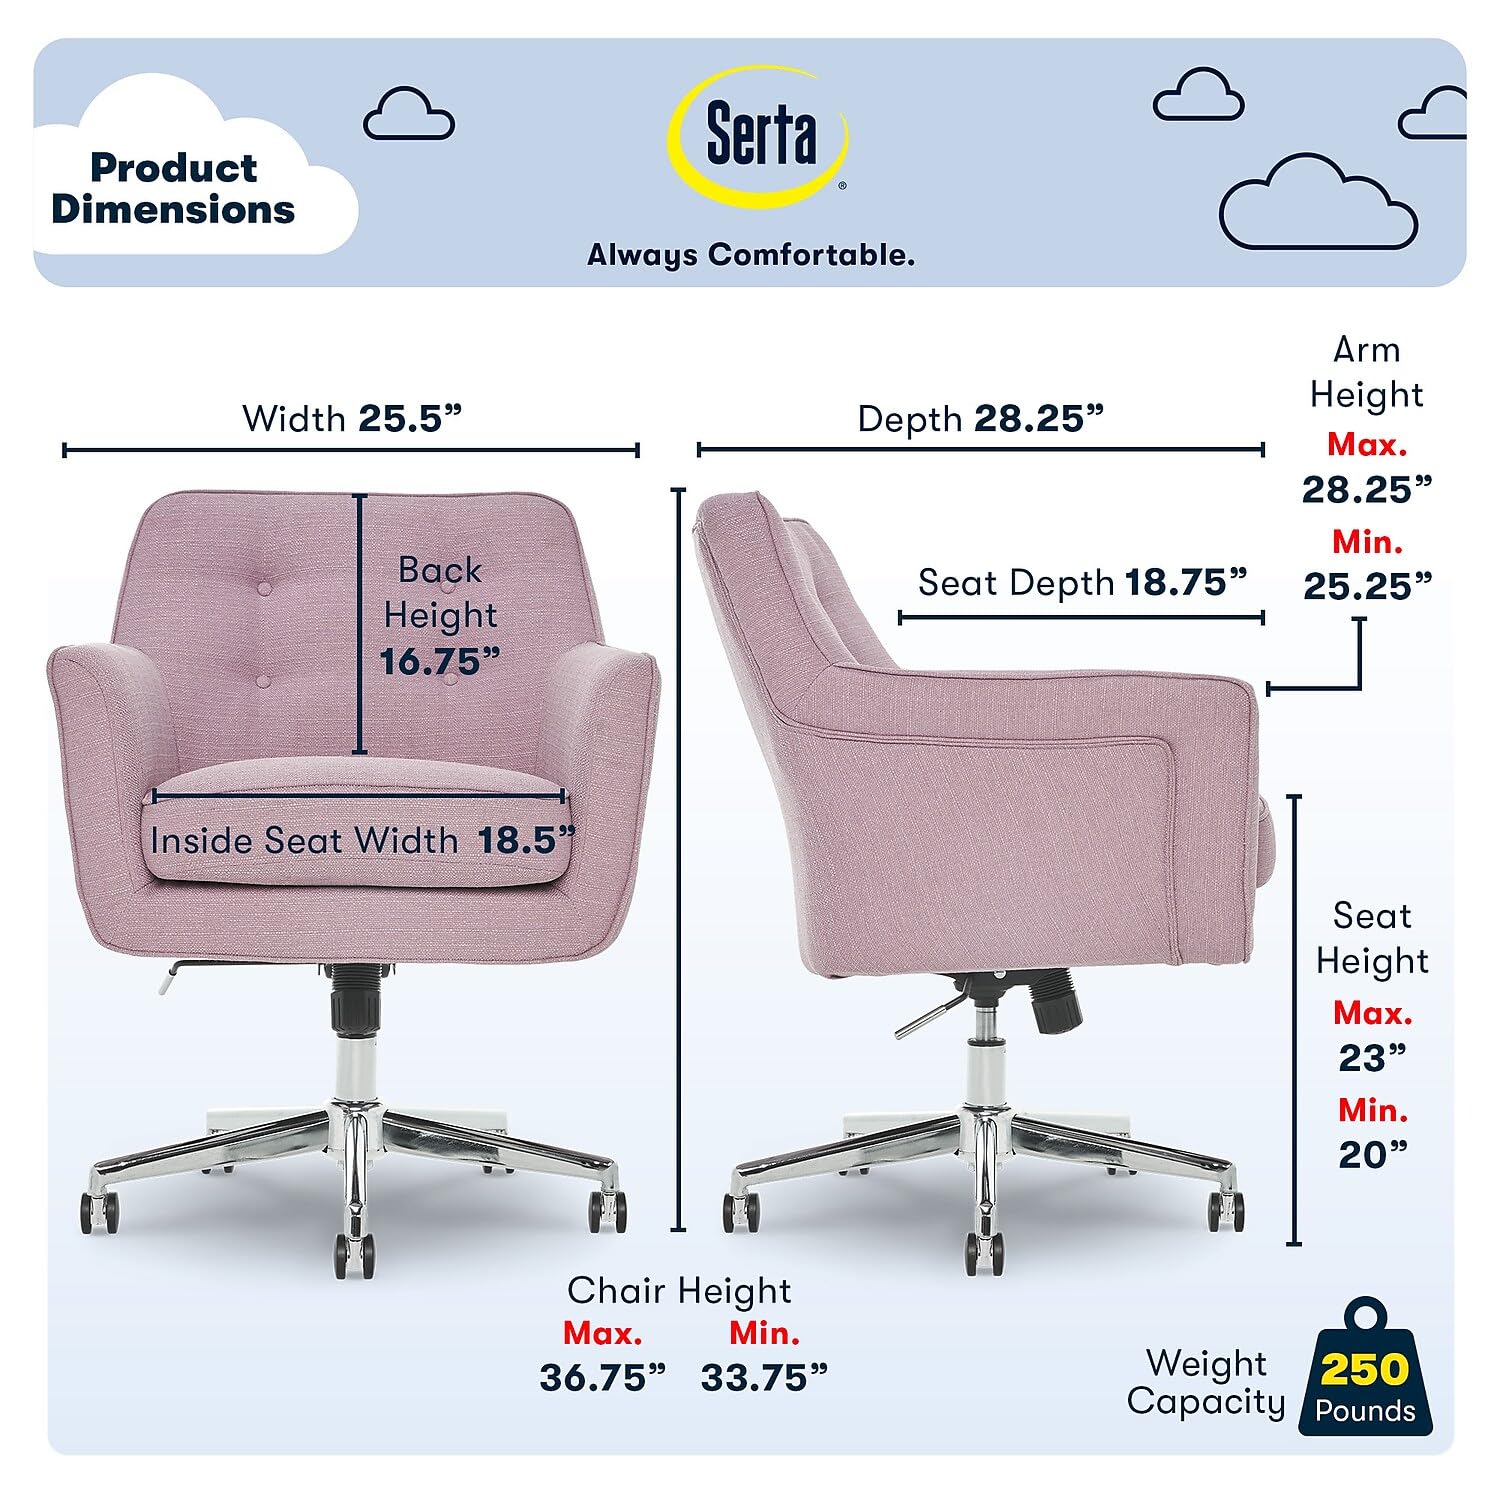 Product
Dimensions
Serta
®
Always Comfortable.
Width 25.5”
Depth 28.25”
Arm
Height
Max.
28.25”
Min.
25.25”
Back
Height
16.75”
Seat Depth 18.75”
Inside Seat Width 18.5”
Seat
Height
Max.
23”
Min.
20”
Chair Height
Max. Min.
36.75” 33.75”
Weight
Capacity
250
Pounds